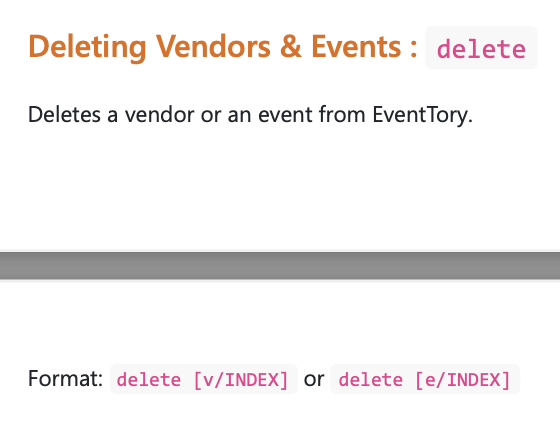 Deleting Vendors & Events : delete
Deletes a vendor or an event from EventTory.
Format: delete [v/INDEX] or delete [e/INDEX]